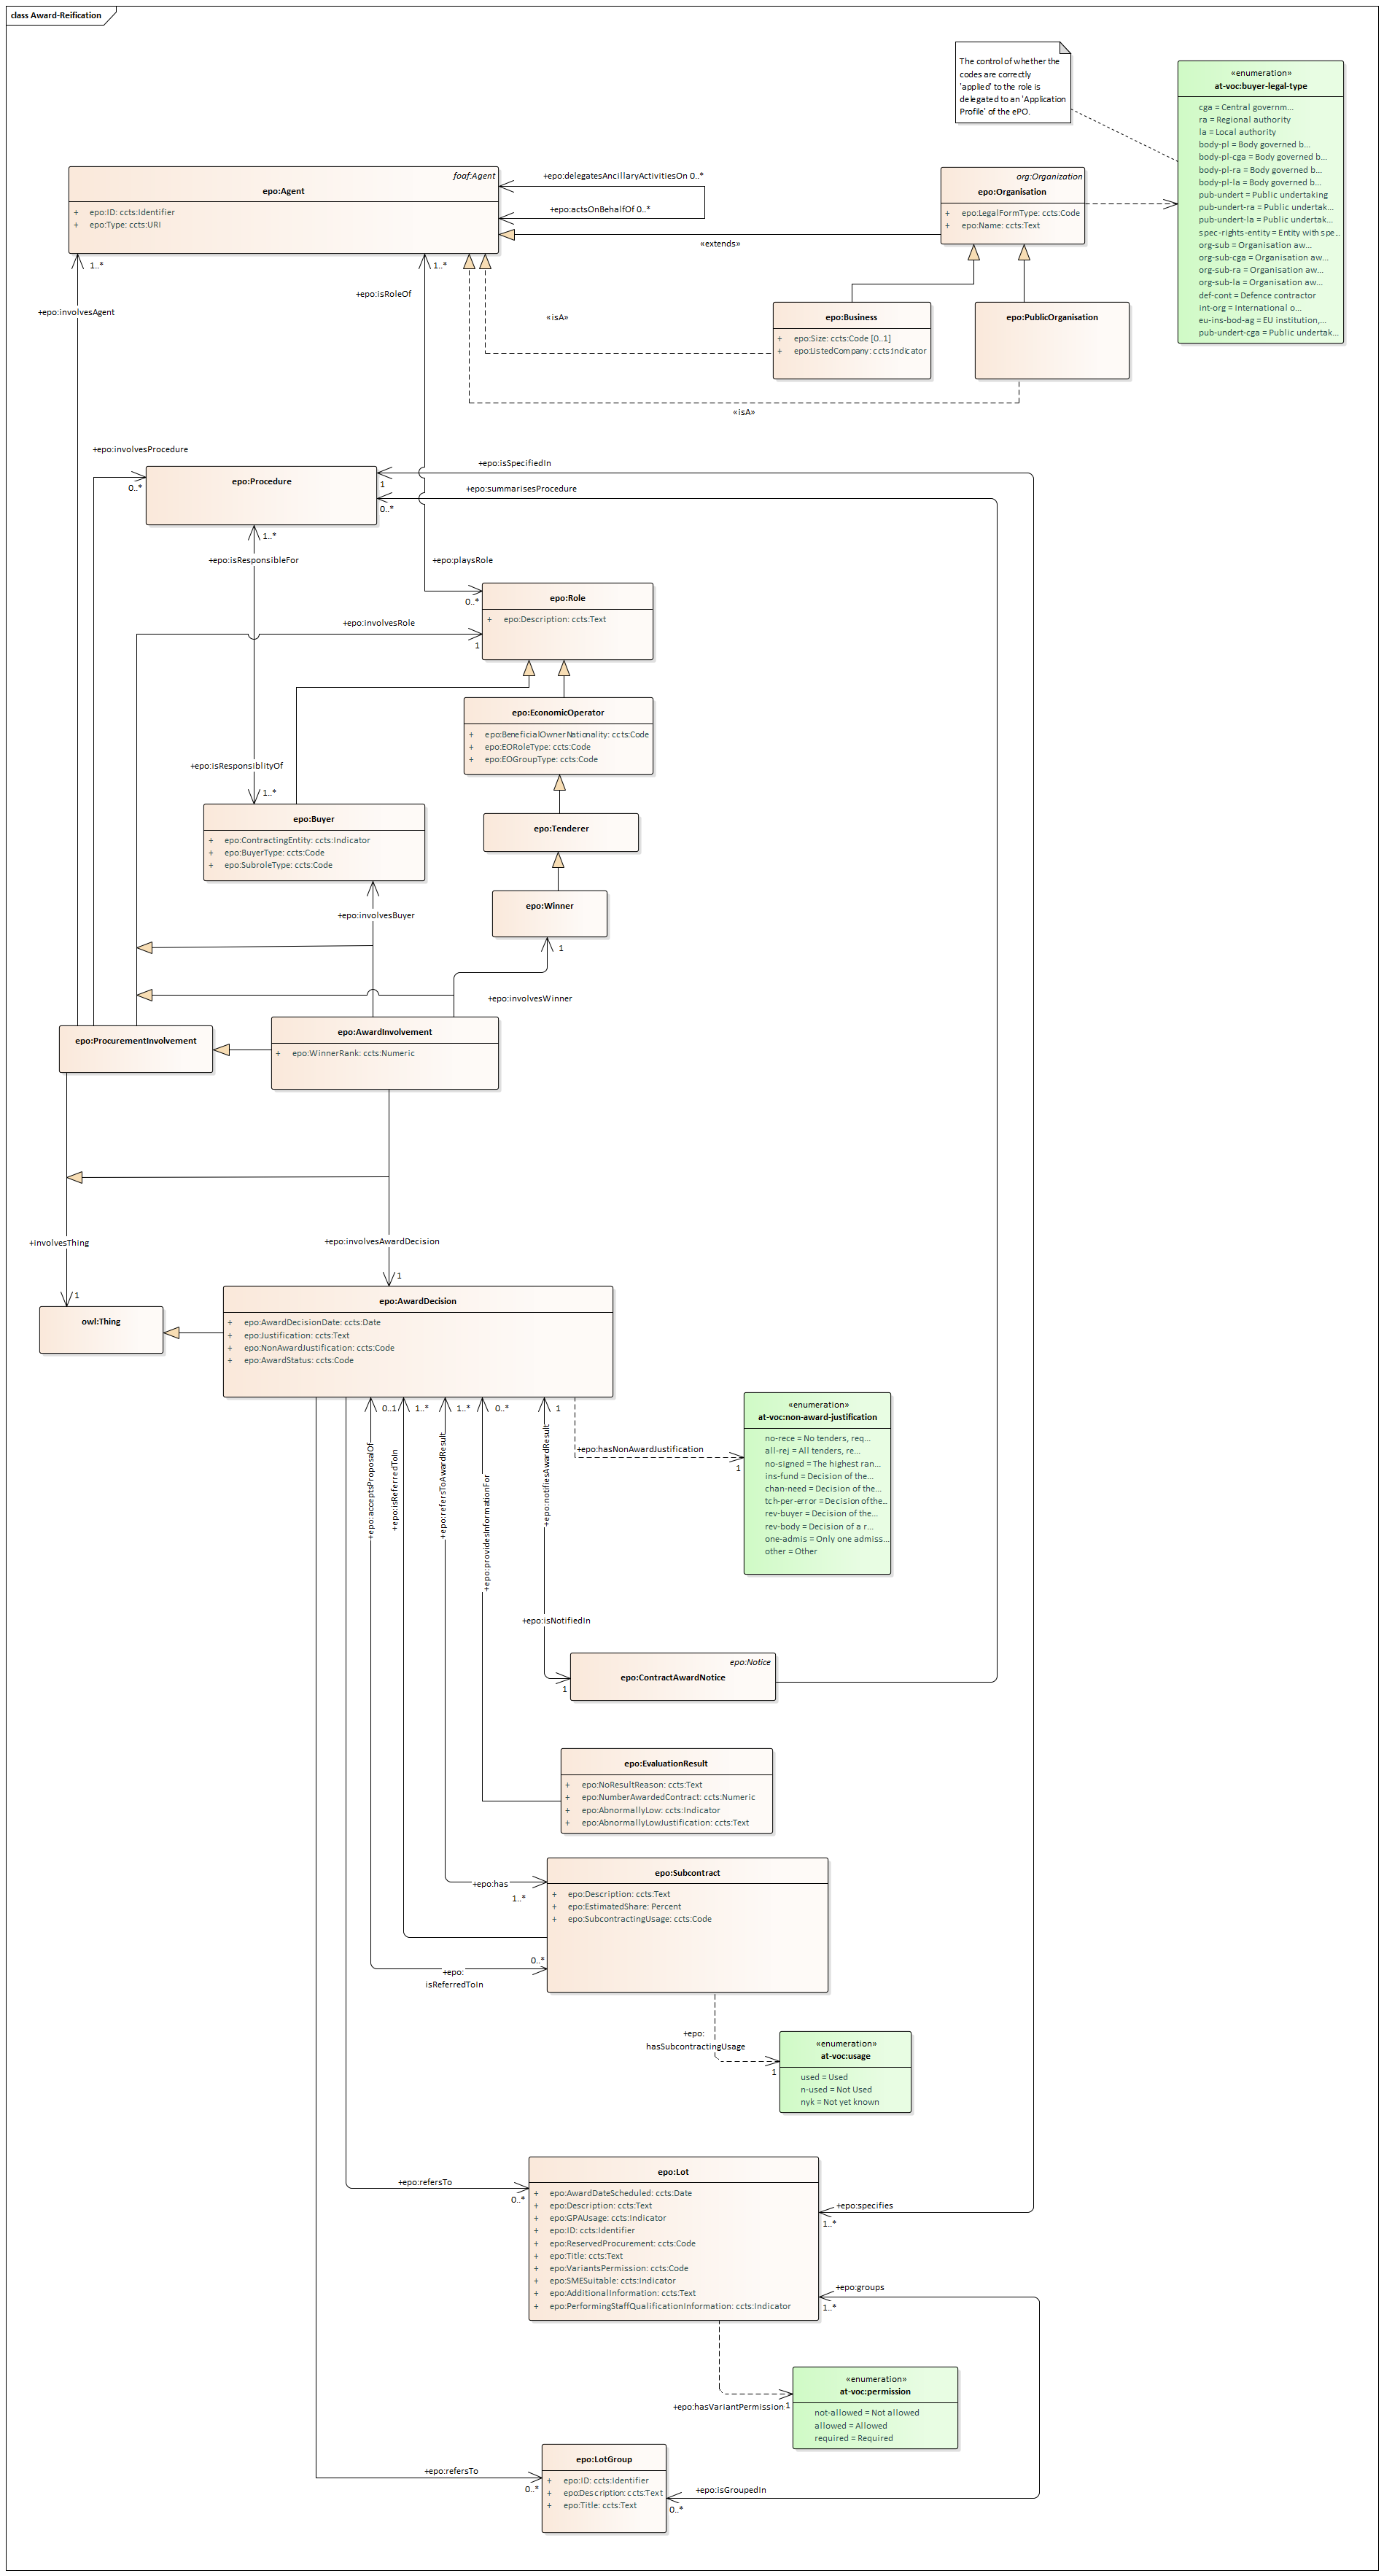 class Award-Reification
The control of whether the
codes are correctly
'applied' to the role is
delegated to an 'Application
Profile' of the ePO.
«enumeration»
at-voc:buyer-legal-type
cga = Central governm...
ra = Regional authority
la = Local authority
body-pl = Body governed b...
body-pl-cga = Body governed b...
body-pl-ra = Body governed b...
body-pl-la = Body governed b...
pub-undert = Public undertaking
pub-undert-ra = Public undertak...
pub-undert-la = Public undertak...
spec-rights-entity = Entity with spe...
org-sub = Organisation aw...
org-sub-cga = Organisation aw...
org-sub-ra = Organisation aw...
org-sub-la = Organisation aw...
def-cont = Defence contractor
int-org = International o...
eu-ins-bod-ag = EU institution,...
pub-undert-cga = Public undertak...
foaf:Agent
epo:Agent
+ epo:ID: ccts:Identifier
+ epo:Type: ccts:URI
+epo:delegatesAncillaryActivitiesOn 0..*
+epo:actsOnBehalfOf 0..*
org:Organization
epo:Organisation
+ epo:LegalFormType: ccts:Code
+ epo:Name: ccts:Text
«extends»
1..*
1..*
+epo:isRoleOf
+epo:involvesAgent
«isA»
epo:Business
+ epo:Size: ccts:Code [0..1]
+ epo:ListedCompany: ccts:Indicator
epo:PublicOrganisation
«isA»
+epo:involvesProcedure
0..*
epo:Procedure
+epo:isSpecifiedIn
1
+epo:summarisesProcedure
0..*
1..*
+epo:isResponsibleFor
+epo:playsRole
0..*
epo:Role
+ epo:Description: ccts:Text
+epo:involvesRole
1
epo:EconomicOperator
+ epo:BeneficialOwnerNationality: ccts:Code
+ epo:EORoleType: ccts:Code
+ epo:EOGroupType: ccts:Code
+epo:isResponsiblityOf
1..*
epo:Buyer
+ epo:ContractingEntity: ccts:Indicator
+ epo:BuyerType: ccts:Code
+ epo:SubroleType: ccts:Code
epo:Tenderer
epo:Winner
+epo:involvesBuyer
1
+epo:involvesWinner
epo:ProcurementInvolvement
epo:AwardInvolvement
+ epo:WinnerRank: ccts:Numeric
+involvesThing
1
+epo:involvesAwardDecision
1
owl:Thing
epo:AwardDecision
+ epo:AwardDecisionDate: ccts:Date
+ epo:Justification: ccts:Text
+ epo:NonAwardJustification: ccts:Code
+ epo:AwardStatus: ccts:Code
0..1
1..*
1..*
0..*
1
+epo:acceptsProposalOf
+epo:isReferredToIn
+epo:refersToAwardResult
+epo:providesInformationFor
+epo:notifiesAwardResult
+epo:hasNonAwardJustification
1
«enumeration»
at-voc:non-award-justification
no-rece = No tenders, req...
all-rej = All tenders, re...
no-signed = The highest ran...
ins-fund = Decision of the...
chan-need = Decision of the...
tch-per-error = Decision of the...
rev-buyer = Decision of the...
rev-body = Decision of a r...
one-admis = Only one admiss...
other = Other
+epo:isNotifiedIn
1
epo:Notice
epo:ContractAwardNotice
epo:EvaluationResult
+ epo:NoResultReason: ccts:Text
+ epo:NumberAwardedContract: ccts:Numeric
+ epo:AbnormallyLow: ccts:Indicator
+ epo:AbnormallyLowJustification: ccts:Text
epo:Subcontract
+ epo:Description: ccts:Text
+ epo:EstimatedShare: Percent
+ epo:SubcontractingUsage: ccts:Code
+epo:has
1..*
0..*
+epo:
isReferredToIn
+epo:
hasSubcontractingUsage
1
«enumeration»
at-voc:usage
used = Used
n-used = Not Used
nyk = Not yet known
+epo:refersTo
0..*
epo:Lot
+ epo:AwardDateScheduled: ccts:Date
+ epo:Description: ccts:Text
+ epo:GPAUsage: ccts:Indicator
+ epo:ID: ccts:Identifier
+ epo:ReservedProcurement: ccts:Code
+ epo:Title: ccts:Text
+ epo:VariantsPermission: ccts:Code
+ epo:SMESuitable: ccts:Indicator
+ epo:AdditionalInformation: ccts:Text
+ epo:PerformingStaffQualificationInformation: ccts:Indicator
+epo:specifies
1..*
+epo:groups
1..*
+epo:hasVariantPermission
1
«enumeration»
at-voc:permission
not-allowed = Not allowed
allowed = Allowed
required = Required
+epo:refersTo
0..*
epo:LotGroup
+ epo:ID: ccts:Identifier
+ epo:Description: ccts:Text
+ epo:Title: ccts:Text
+epo:isGroupedIn
0..*